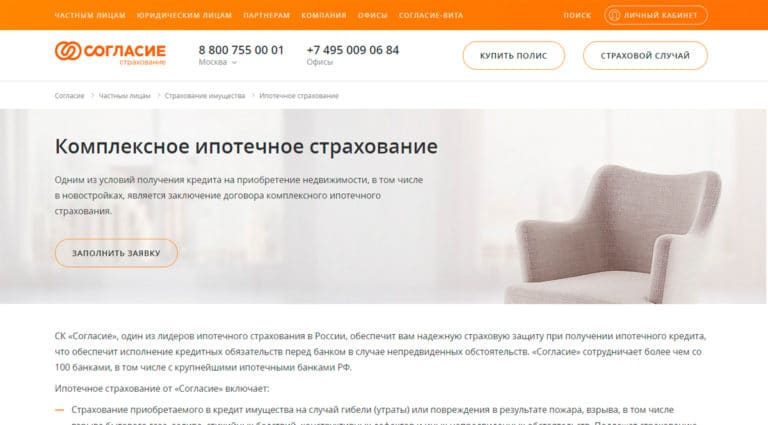 ЧАСТНЫМ ЛИЦАМ ЮРИДИЧЕСКИМ ЛИЦАМ ПАРТНЕРАМ КОМПАНИЯ ОФИСЫ СОГЛАСИЕ-ВИТА ПОИСК ЛИЧНЫЙ КАБИНЕТ
СОГЛАСИЕ
страхование
8 800 755 00 01 +7 495 009 06 84
Москва Офисы
КУПИТЬ ПОЛИС СТРАХОВОЙ СЛУЧАЙ
Согласие > Частным лицам > Страхование имущества > Ипотечное страхование
Комплексное ипотечное страхование
Одним из условий получения кредита на приобретение недвижимости, в том числе
в новостройках, является заключение договора комплексного ипотечного
страхования.
ЗАПОЛНИТЬ ЗАЯВКУ
СК «Согласие», один из лидеров ипотечного страхования в России, обеспечит вам надежную страховую защиту при получении ипотечного кредита,
что обеспечит исполнение кредитных обязательств перед банком в случае непредвиденных обстоятельств. «Согласие» сотрудничает более чем со
100 банками, в том числе с крупнейшими ипотечными банками РФ.
Ипотечное страхование от «Согласие» включает:
— Страхование приобретаемого в кредит имущества на случай гибели (утраты) или повреждения в результате пожара, взрыва, в том числе